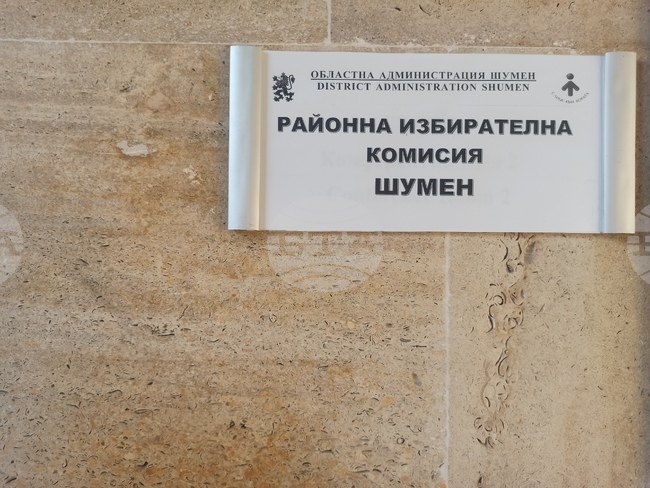 ОБЛАСТНА АДМИНИСТРАЦИЯ ШУМЕН
DISTRICT ADMINISTRATION SHUMEN
РАЙОННА ИЗБИРАТЕЛНА
КОМИСИЯ
ШУМЕН